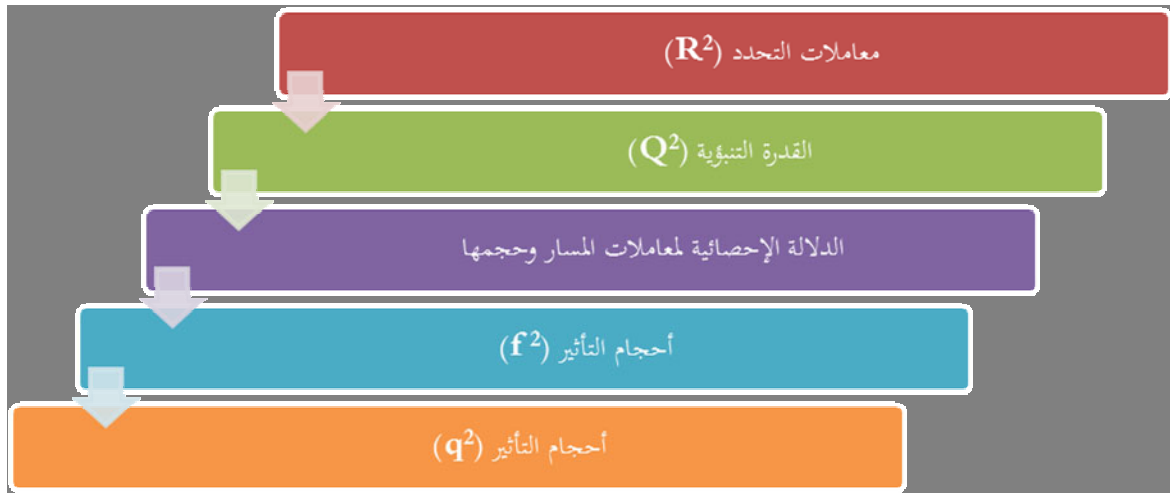 معاملات التحدد (R²)
القدرة التنبؤية (Q²)
الدلالة الإحصائية لمعاملات المسار وحجمها
أحجام التأثير (f²)
أحجام التأثير (q²)